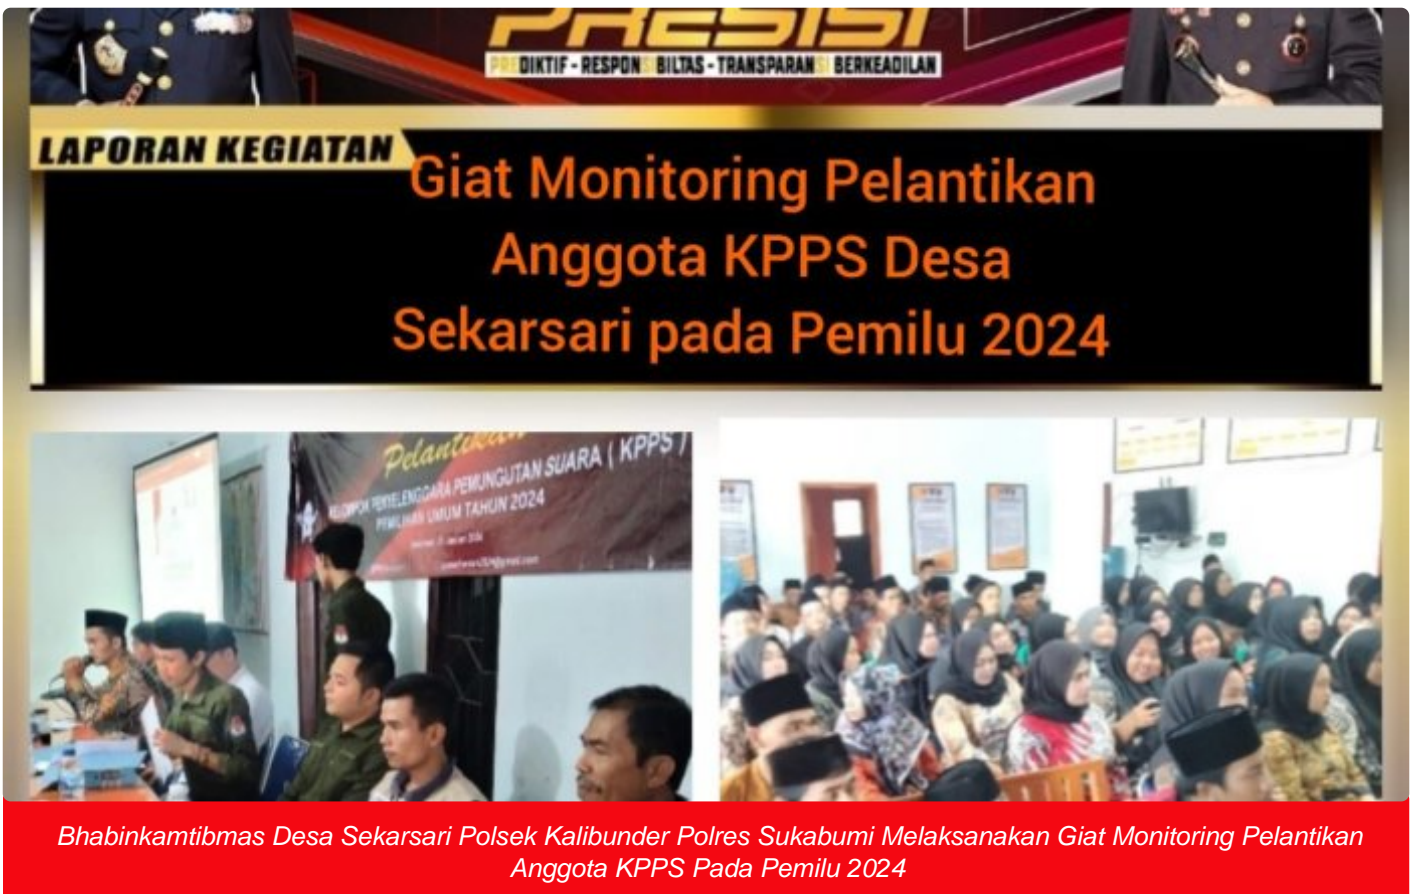 PRESISI
PREDIKTIF - RESPONSIBILTAS - TRANSPARANSI BERKEADILAN
LAPORAN KEGIATAN
Giat Monitoring Pelantikan
Anggota KPPS Desa
Sekarsari pada Pemilu 2024
Pelantikan
KELOMPOK PENYELENGGARA PEMUNGUTAN SUARA ( KPPS )
PEMILIHAN UMUM TAHUN 2024
Bhabinkamtibmas Desa Sekarsari Polsek Kalibunder Polres Sukabumi Melaksanakan Giat Monitoring Pelantikan
Anggota KPPS Pada Pemilu 2024